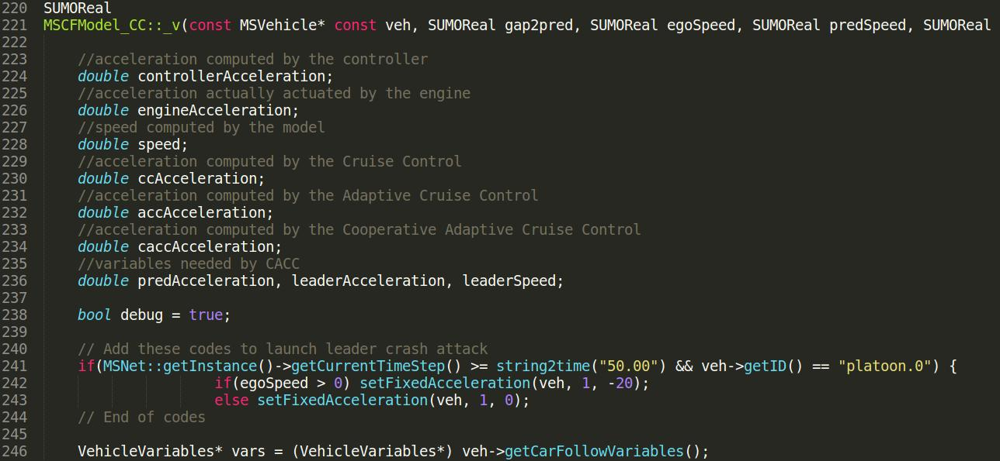 220 SUMOReal
221 MSCFModel_CC::_v(const MSVehicle* const veh, SUMOReal gap2pred, SUMOReal egoSpeed, SUMOReal predSpeed, SUMOReal
222
223 //acceleration computed by the controller
224 double controllerAcceleration;
225 //acceleration actually actuated by the engine
226 double engineAcceleration;
227 //speed computed by the model
228 double speed;
229 //acceleration computed by the Cruise Control
230 double ccAcceleration;
231 //acceleration computed by the Adaptive Cruise Control
232 double accAcceleration;
233 //acceleration computed by the Cooperative Adaptive Cruise Control
234 double caccAcceleration;
235 //variables needed by CACC
236 double predAcceleration, leaderAcceleration, leaderSpeed;
237
238 bool debug = true;
239
240 // Add these codes to launch leader crash attack
241 if(MSNet::getInstance()->getCurrentTimeStep() >= string2time("50.00") && veh->getID() == "platoon.0") {
242 if(egoSpeed > 0) setFixedAcceleration(veh, 1, -20);
243 else setFixedAcceleration(veh, 1, 0);
244 // End of codes
245
246 VehicleVariables* vars = (VehicleVariables*) veh->getCarFollowVariables();